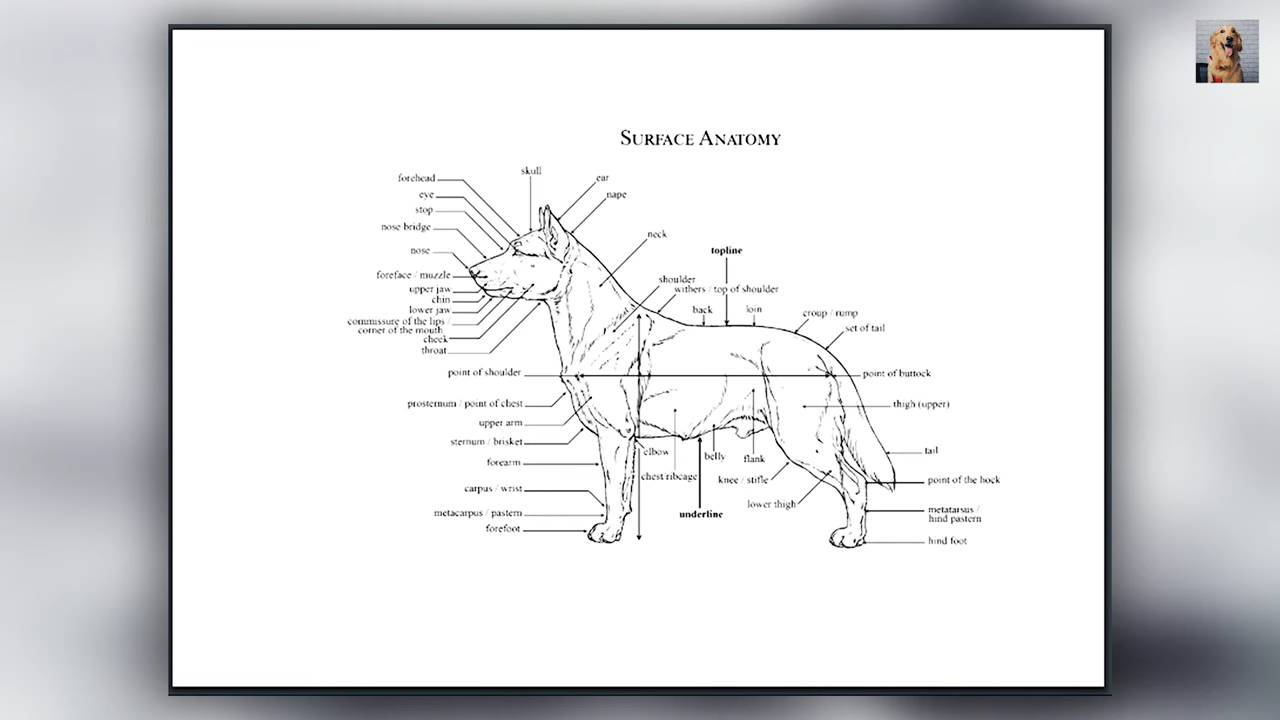 SURFACE ANATOMY
skull
forehead
ear
eye
nape
stop
nose bridge
neck
nose
topline
foreface / muzzle
shoulder
upper jaw
withers / top of shoulder
chin
lower jaw
back
loin
croup / rump
commissure of the lips /
corner of the mouth
set of tail
cheek
throat
point of shoulder
point of buttock
prosternum / point of chest
thigh (upper)
upper arm
sternum / brisket
elbow
belly
flank
tail
forearm
chest/ribcage
knee / stifle
point of the hock
carpus / wrist
lower thigh
metacarpus / pastern
underline
metatarsus /
hind pastern
forefoot
hind foot